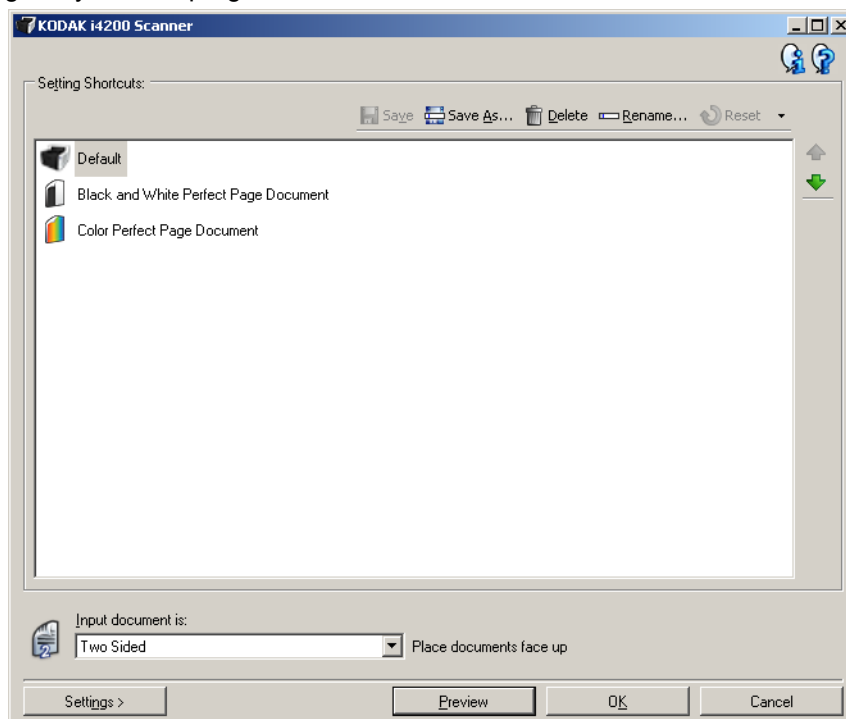 KODAK i4200 Scanner
Setting Shortcuts:
Save Save As... Delete Rename... Reset
Default
Black and White Perfect Page Document
Color Perfect Page Document
Input document is:
2
Two Sided Place documents face up
Settings > Preview OK Cancel